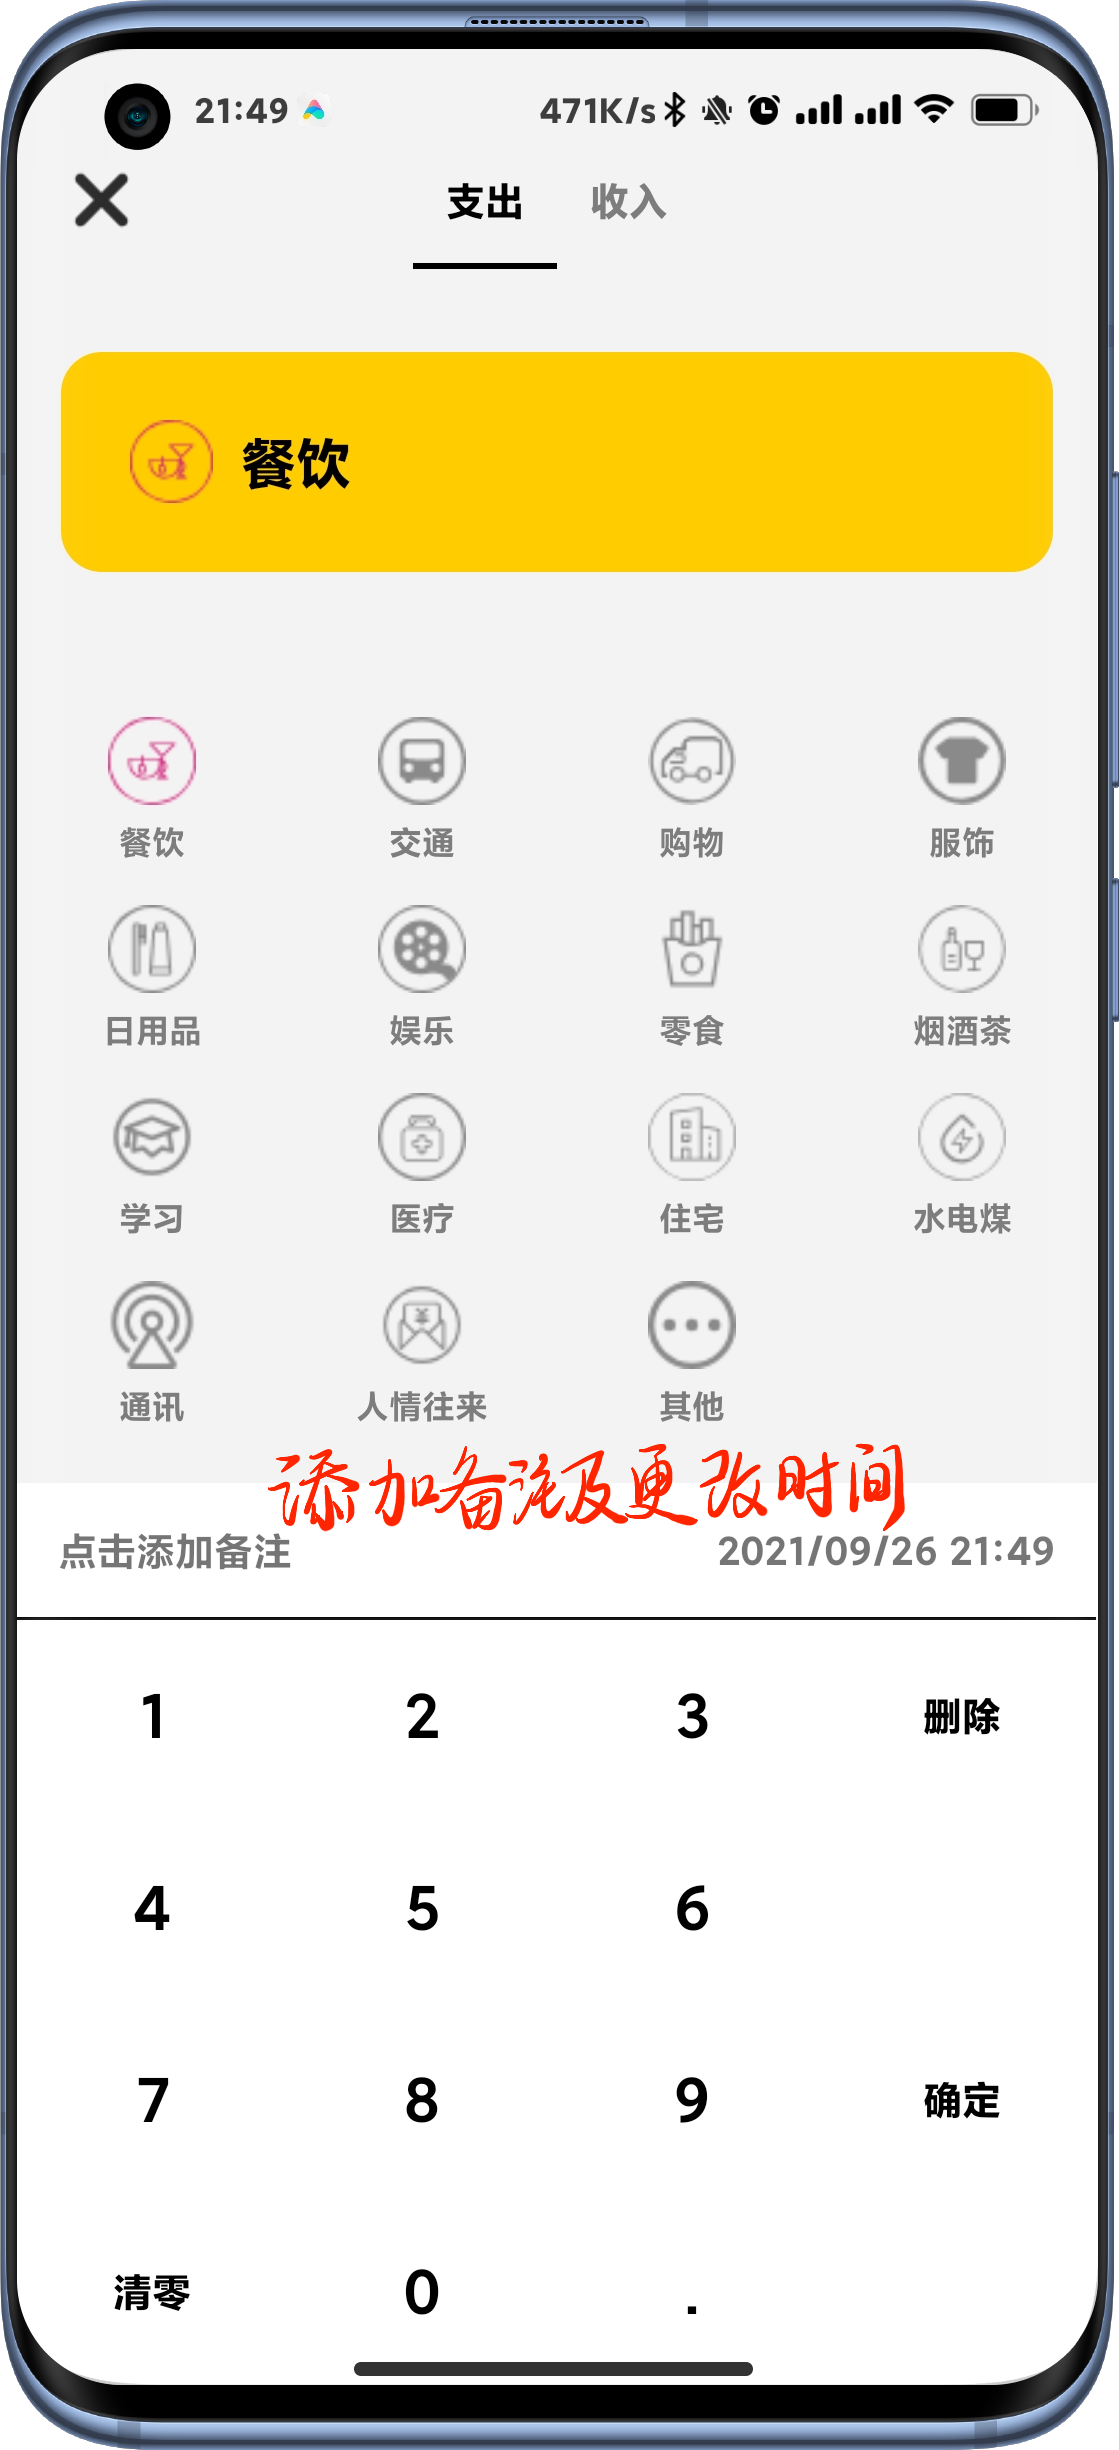 21:49 471K/s
支出 收入
餐饮
餐饮 交通 购物 服饰
日用品 娱乐 零食 烟酒茶
学习 医疗 住宅 水电煤
通讯 人情往来 其他
添加备注及更改时间
点击添加备注 2021/09/26 21:49
1 2 3 删除
4 5 6
7 8 9 确定
清零 0 .